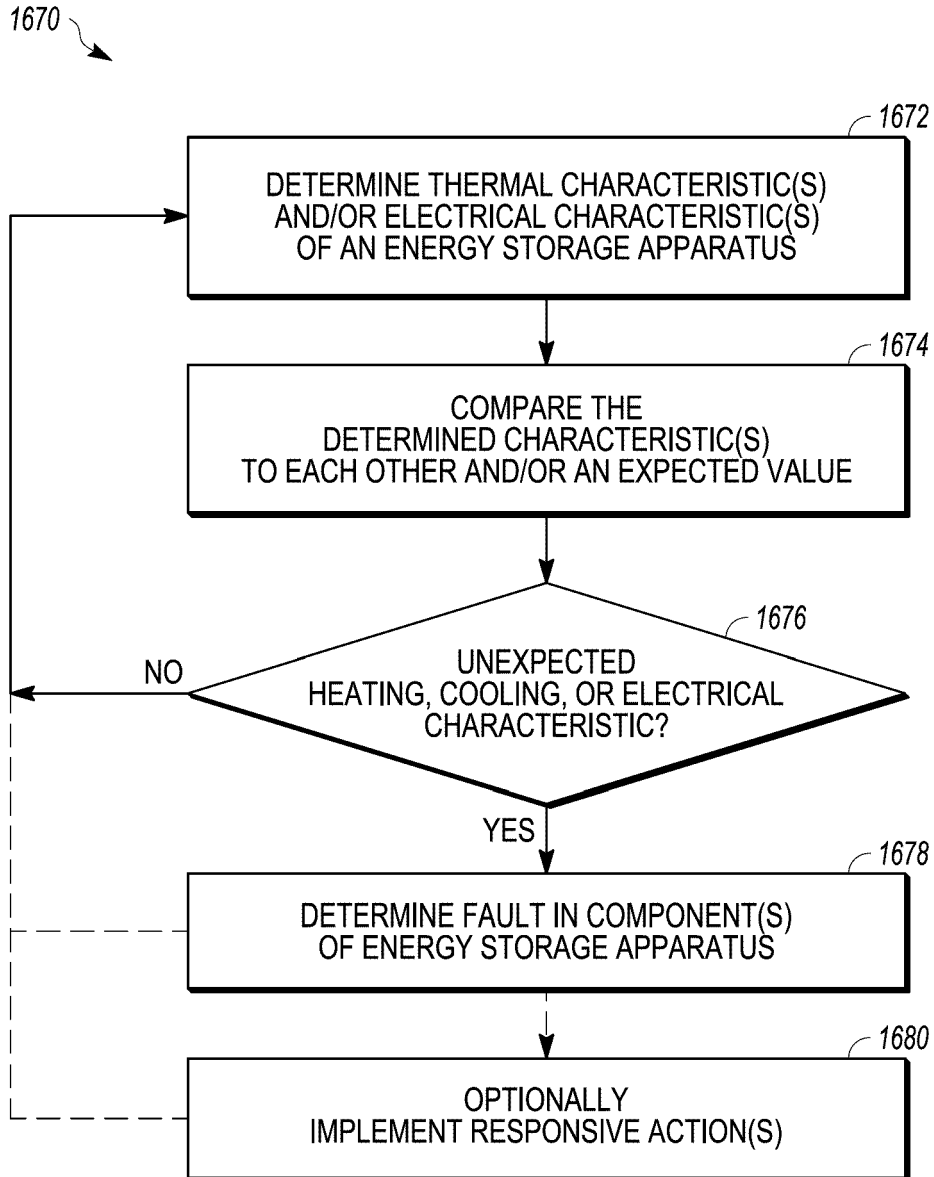 1670
1672
DETERMINE THERMAL CHARACTERISTIC(S)
AND/OR ELECTRICAL CHARACTERISTIC(S)
OF AN ENERGY STORAGE APPARATUS
1674
COMPARE THE
DETERMINED CHARACTERISTIC(S)
TO EACH OTHER AND/OR AN EXPECTED VALUE
1676
UNEXPECTED
HEATING, COOLING, OR ELECTRICAL
CHARACTERISTIC?
NO
YES
1678
DETERMINE FAULT IN COMPONENT(S)
OF ENERGY STORAGE APPARATUS
1680
OPTIONALLY
IMPLEMENT RESPONSIVE ACTION(S)